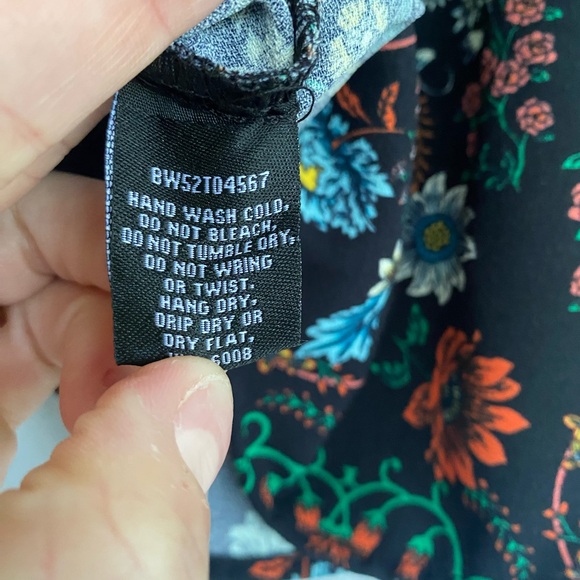 BW52T04567
HAND WASH COLD,
DO NOT BLEACH,
DO NOT TUMBLE DRY,
DO NOT WRING
OR TWIST.
HANG DRY,
DRIP DRY OR
DRY FLAT,
6008